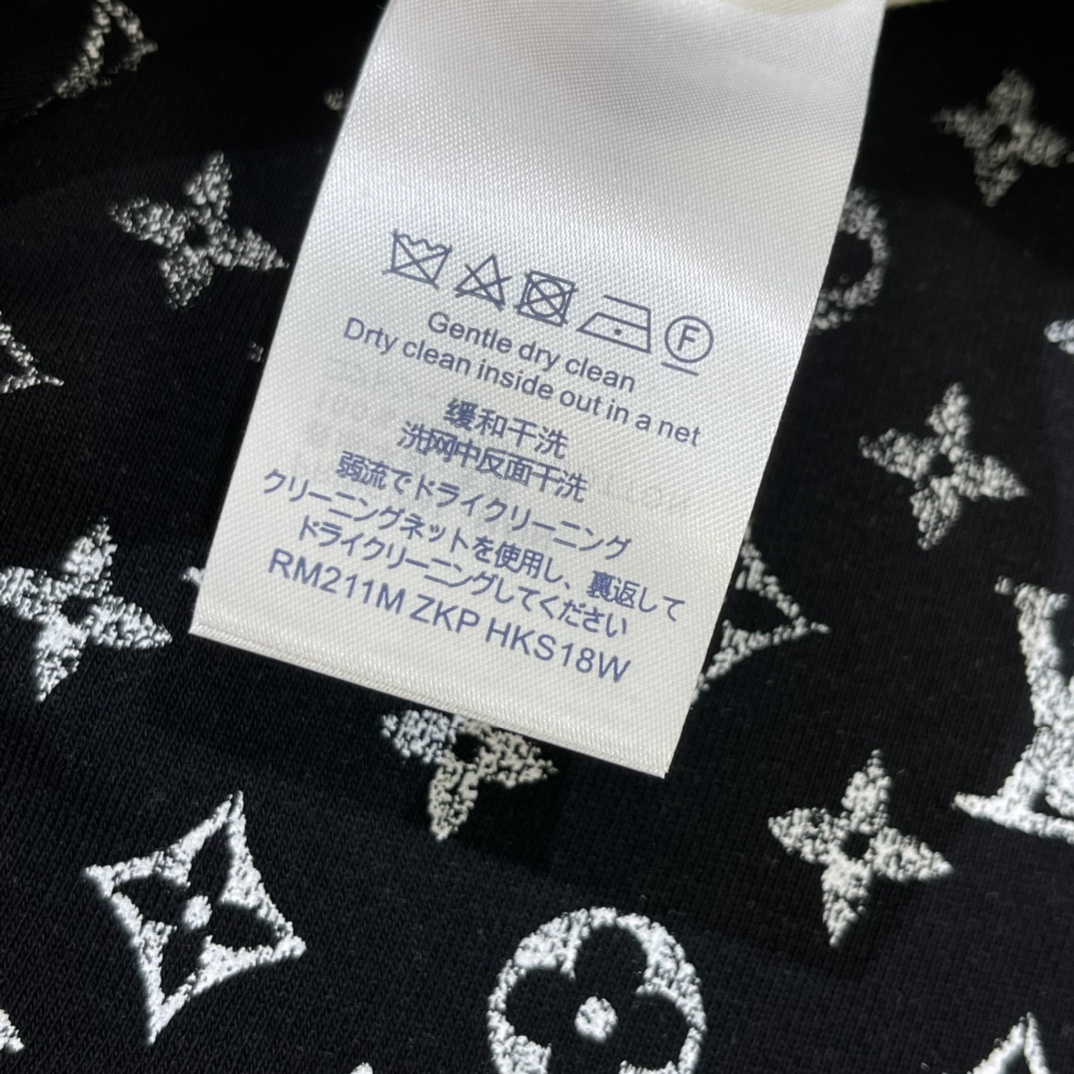 F
Gentle dry clean
Drty clean inside out in a net
缓和干洗
洗网中反面干洗
弱流でドライクリーニング
クリーニングネットを使用し、裏返して
ドライクリーニングしてください
RM211M ZKP HKS18W